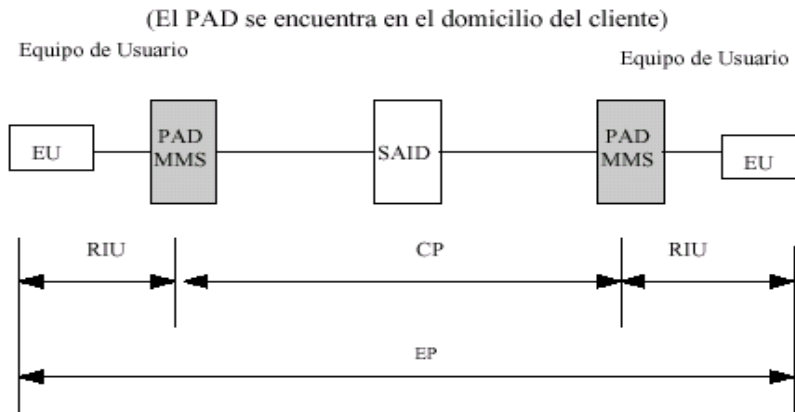 (El PAD se encuentra en el domicilio del cliente)
Equipo de Usuario
Equipo de Usuario
EU
PAD
MMS
SAID
PAD
MMS
EU
RIU
CP
RIU
EP